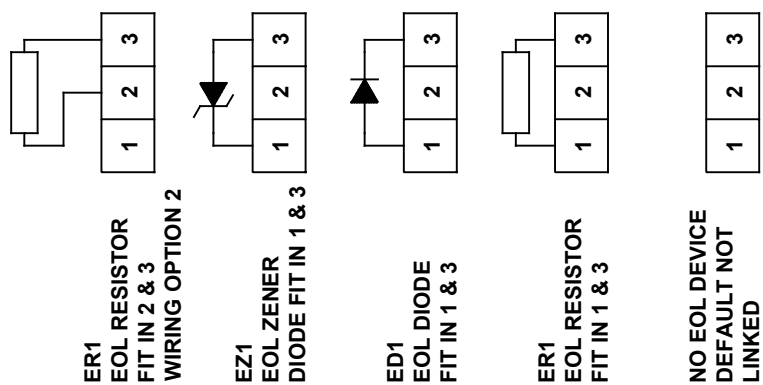 3
2
1
ER1
EOL RESISTOR
FIT IN 2 & 3
WIRING OPTION 2
3
2
1
EZ1
EOL ZENER
DIODE FIT IN 1 & 3
3
2
1
ED1
EOL DIODE
FIT IN 1 & 3
3
2
1
ER1
EOL RESISTOR
FIT IN 1 & 3
3
2
1
NO EOL DEVICE
DEFAULT NOT
LINKED